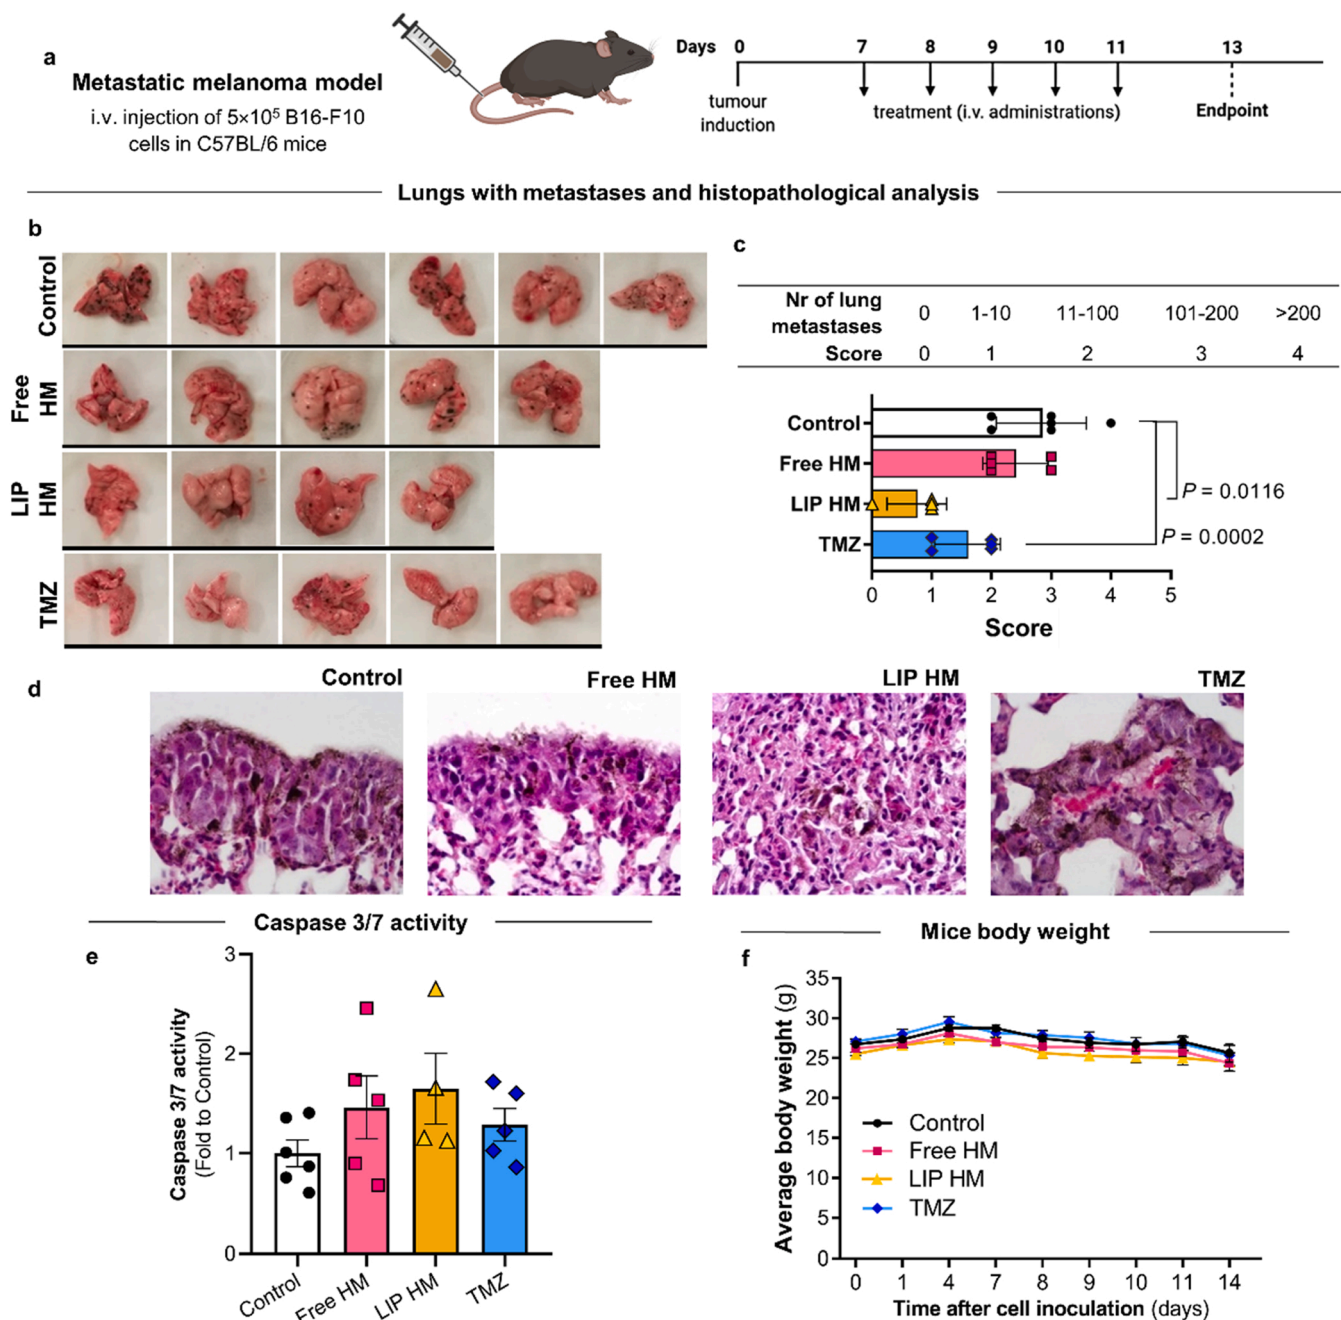 a
Metastatic melanoma model
i.v. injection of 5×10⁵ B16-F10
cells in C57BL/6 mice
Days 0 7 8 9 10 11 13
tumour
induction
treatment (i.v. administrations)
Endpoint
Lungs with metastases and histopathological analysis
b
Control
Free
HM
LIP
HM
TMZ
c
Nr of lung
metastases 0 1-10 11-100 101-200 >200
Score 0 1 2 3 4
Control
Free HM
LIP HM
TMZ
P = 0.0116
P = 0.0002
0 1 2 3 4 5
Score
d
Control Free HM LIP HM TMZ
Caspase 3/7 activity
e
Caspase 3/7 activity
(Fold to Control)
3
2
1
0
Control Free HM LIP HM TMZ
Mice body weight
f
Average body weight (g)
35
30
25
20
15
10
5
0
Control
Free HM
LIP HM
TMZ
0 1 4 7 8 9 10 11 14
Time after cell inoculation (days)